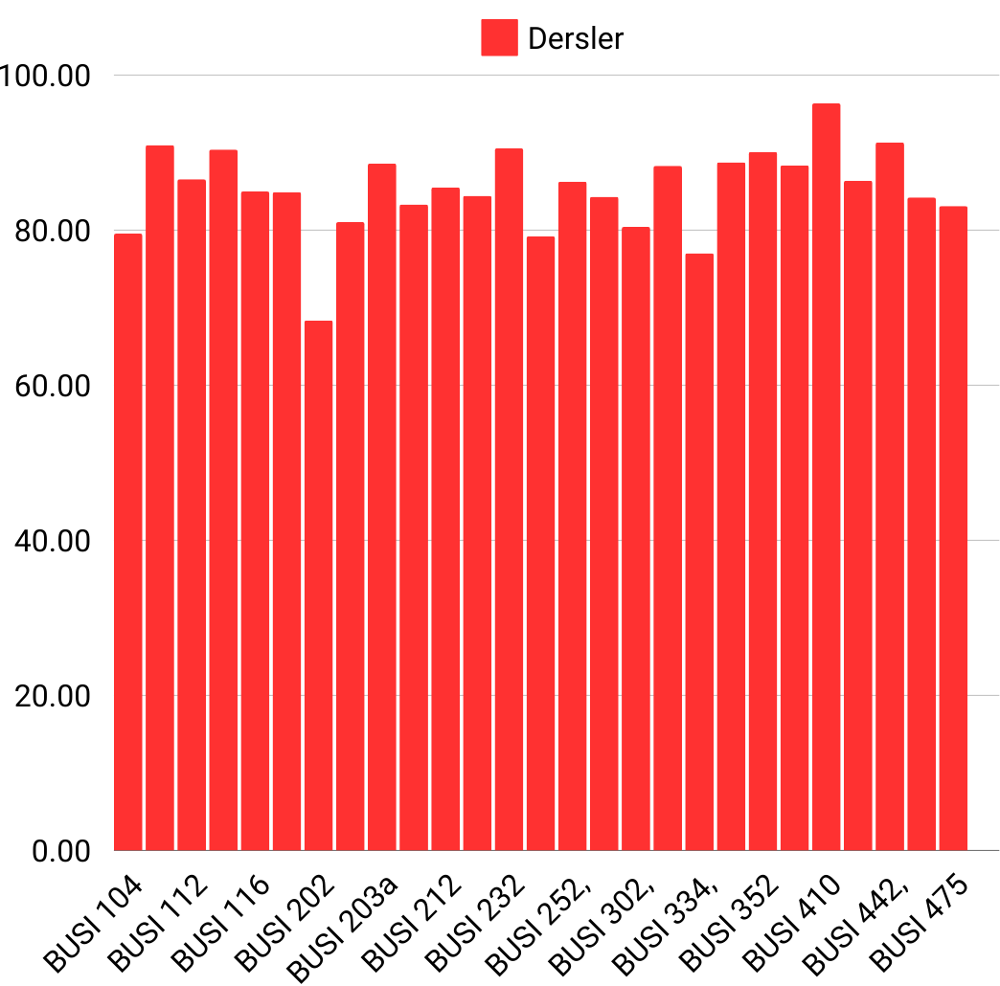 Dersler
100.00
80.00
60.00
40.00
20.00
0.00
BUSI 104
BUSI 112
BUSI 116
BUSI 202
BUSI 203a
BUSI 212
BUSI 232
BUSI 252,
BUSI 302,
BUSI 334,
BUSI 352
BUSI 410
BUSI 442,
BUSI 475